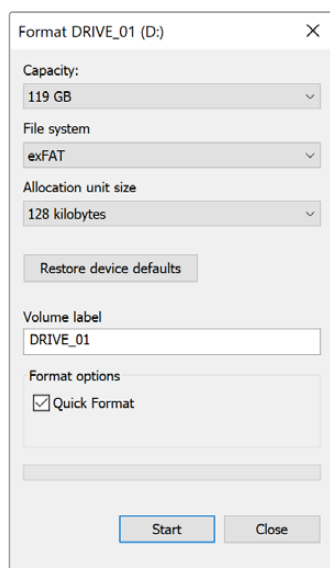 Format DRIVE_01 (D:)
Capacity:
119 GB
File system
exFAT
Allocation unit size
128 kilobytes
Restore device defaults
Volume label
DRIVE_01
Format options
Quick Format
Start Close